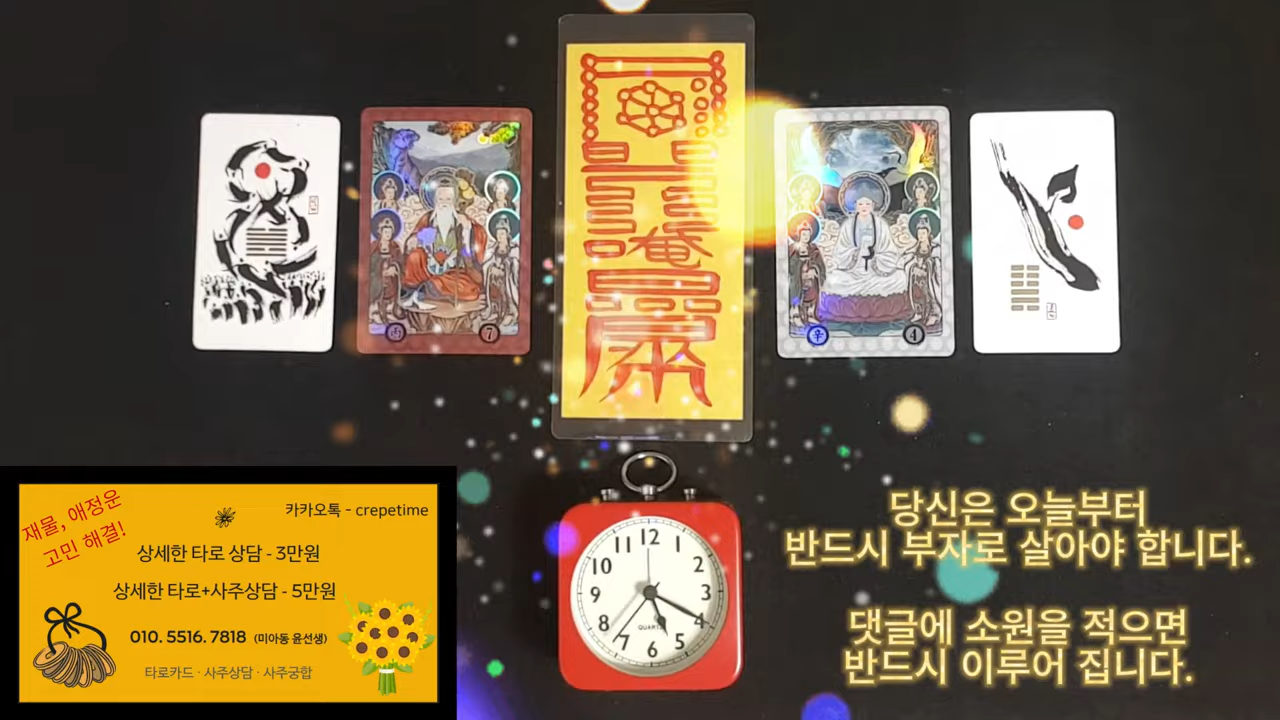 唵
丙
7
辛
4
재물, 애정운
고민 해결!
카카오톡 - crepetime
상세한 타로 상담 - 3만원
상세한 타로+사주상담 - 5만원
010. 5516. 7818 (미아동 윤선생)
타로카드 · 사주상담 · 사주궁합
12
1
2
3
4
5
6
7
8
9
10
11
QUARTZ
당신은 오늘부터
반드시 부자로 살아야 합니다.
댓글에 소원을 적으면
반드시 이루어 집니다.